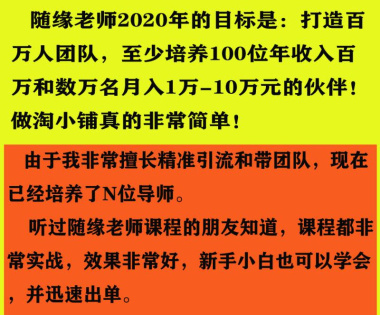 随缘老师2020年的目标是：打造百
万人团队，至少培养100位年收入百
万和数万名月入1万-10万元的伙伴！
做淘小铺真的非常简单！
由于我非常擅长精准引流和带团队，现在
已经培养了N位导师。
听过随缘老师课程的朋友知道，课程都非
常实战，效果非常好，新手小白也可以学会
，并迅速出单。